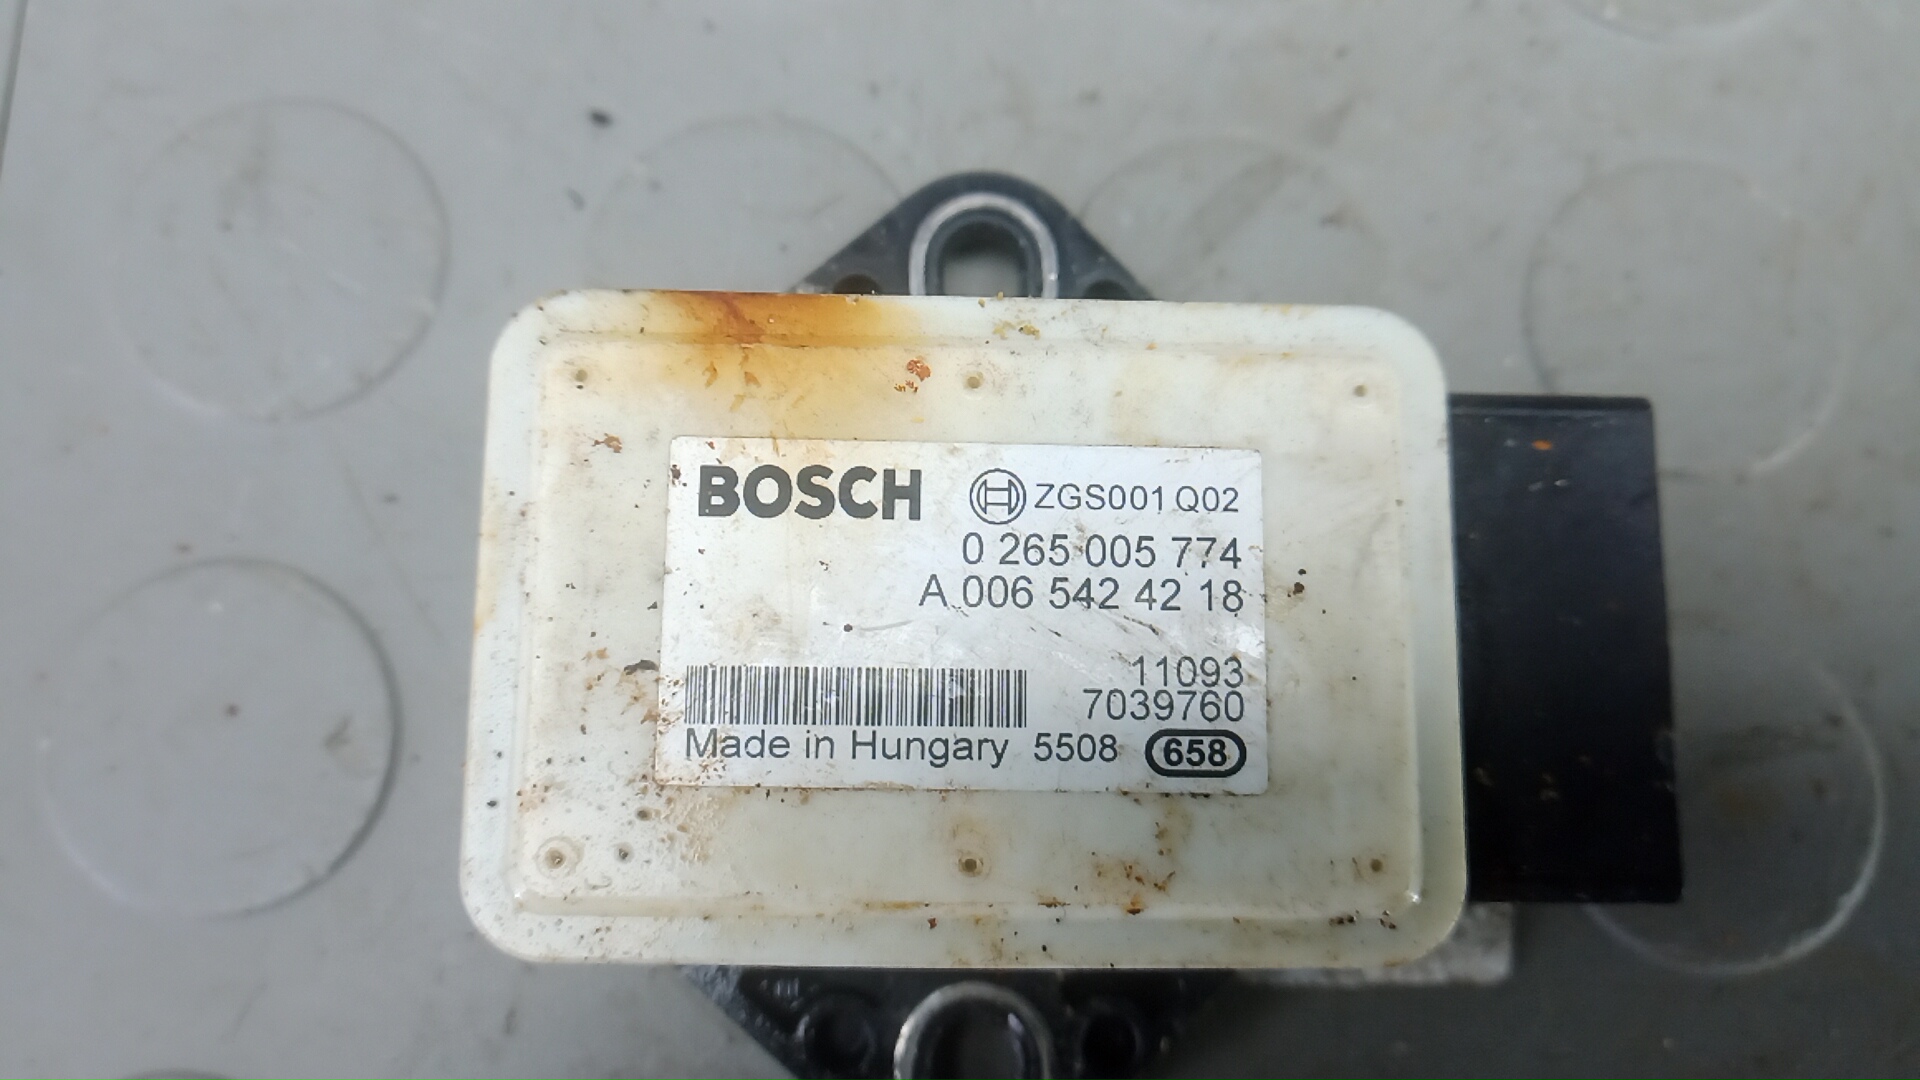 BOSCH ZGS001 Q02
0 265 005 774
A 006 542 42 18
11093
7039760
Made in Hungary 5508 658